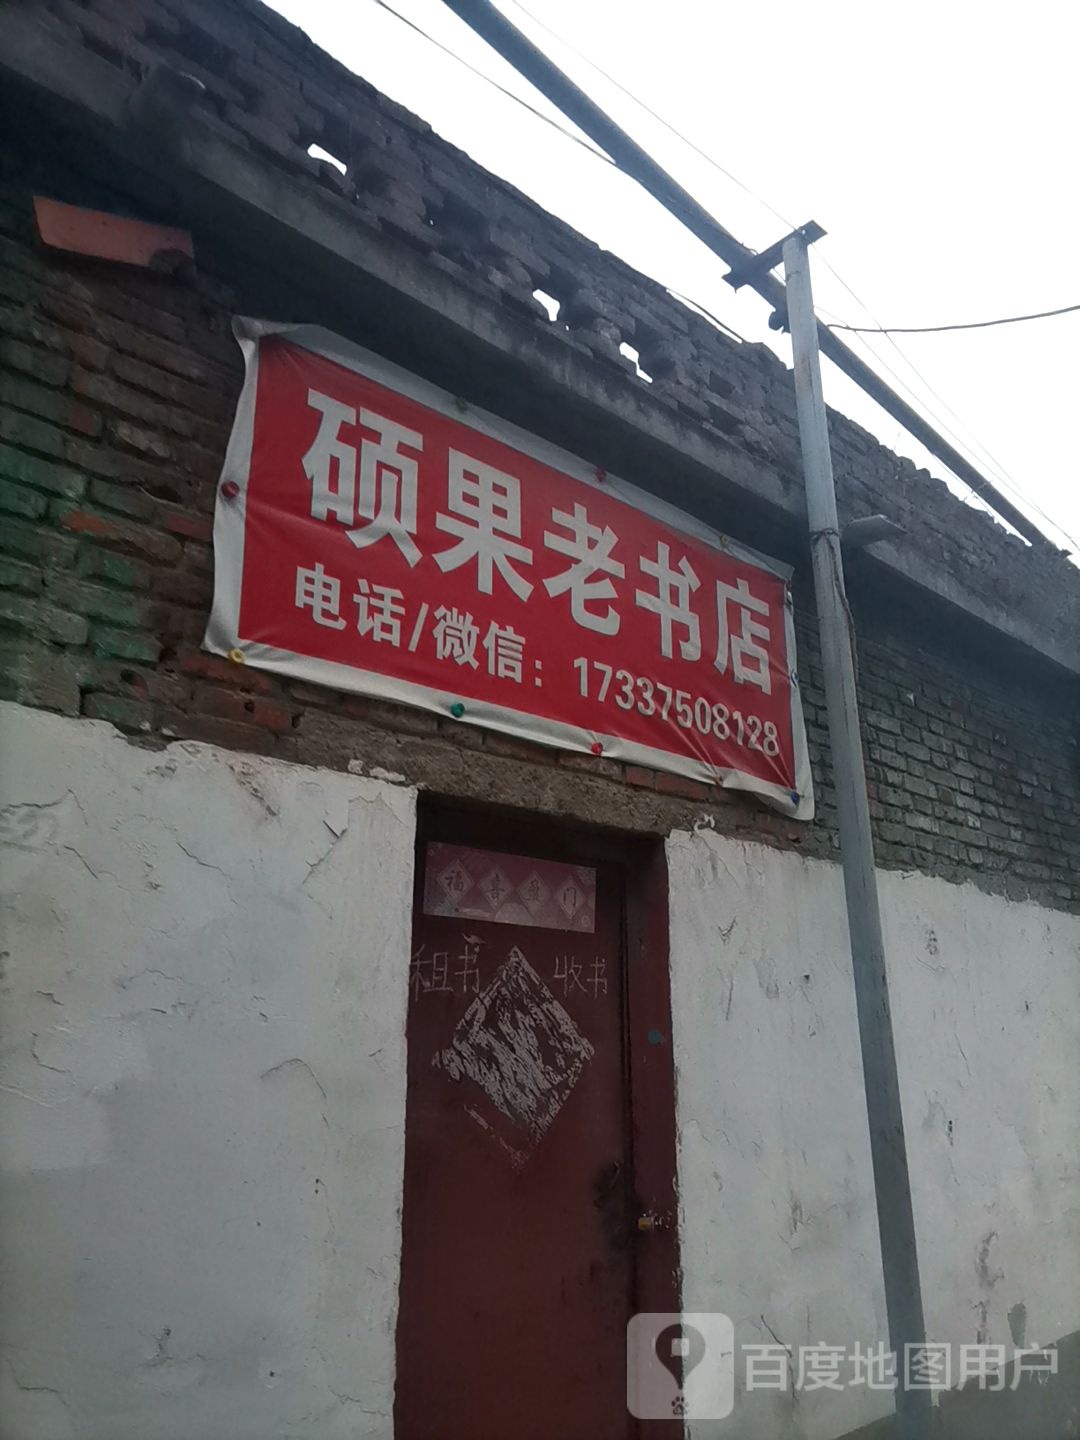 硕果老书店
电话/微信：17337508128
福喜盈门
租书 收书
百度地图用户